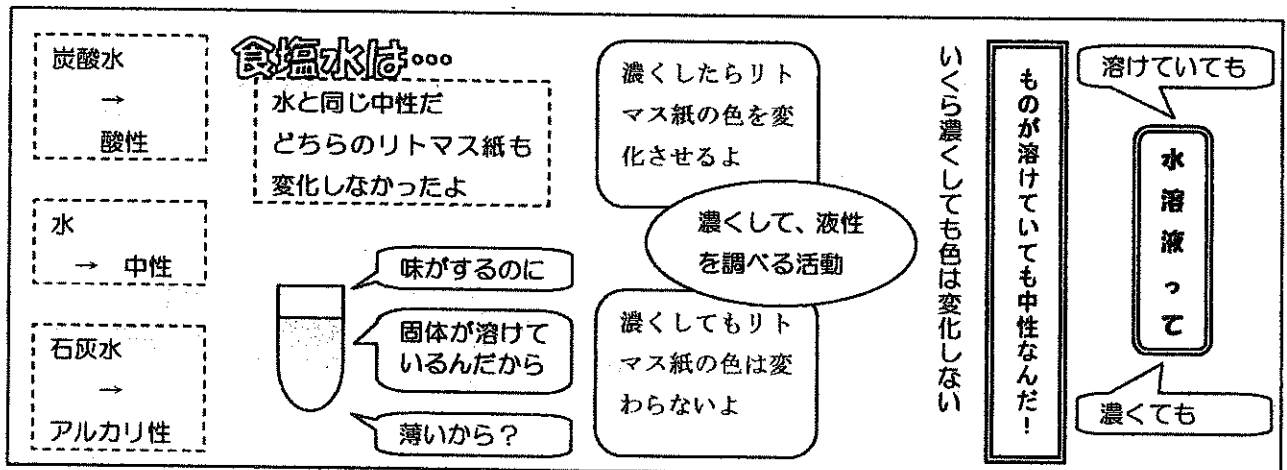 炭酸水
→
酸性
水
→ 中性
石灰水
→
アルカリ性
食塩水は…
水と同じ中性だ
どちらのリトマス紙も
変化しなかったよ
味がするのに
固体が溶けて
いるんだから
薄いから?
濃くしたらリト
マス紙の色を変
化させるよ
濃くして、液性
を調べる活動
濃くしてもリト
マス紙の色は変
わらないよ
いくら濃くしても色は変化しない
ものが溶けていても中性なんだ!
溶けていても
水溶液って
濃くても